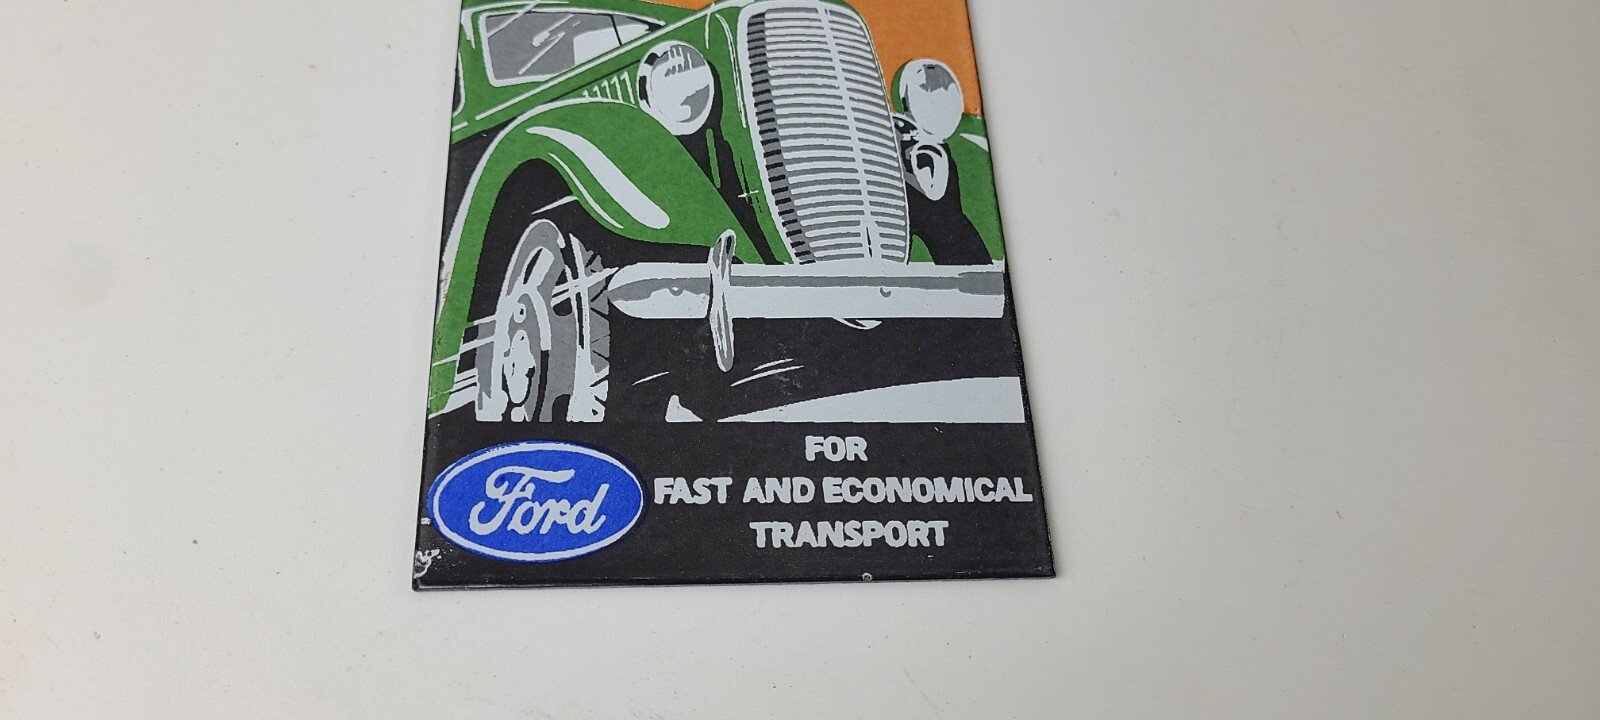 Ford
FOR
FAST AND ECONOMICAL
TRANSPORT